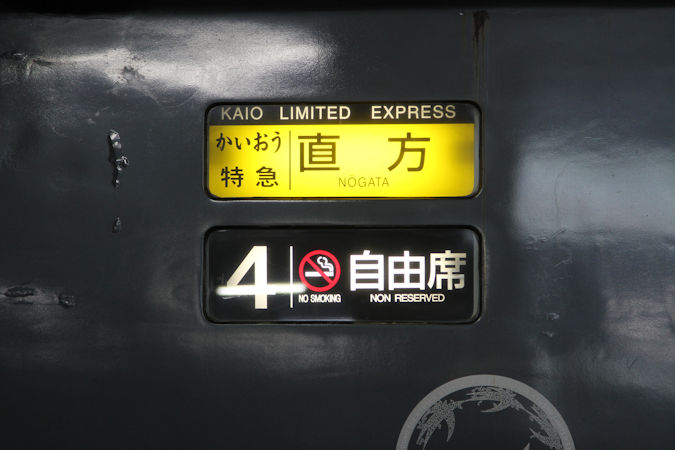 KAIO LIMITED EXPRESS
かいおう
特急
直方
NŌGATA
4
NO SMOKING
自由席
NON RESERVED